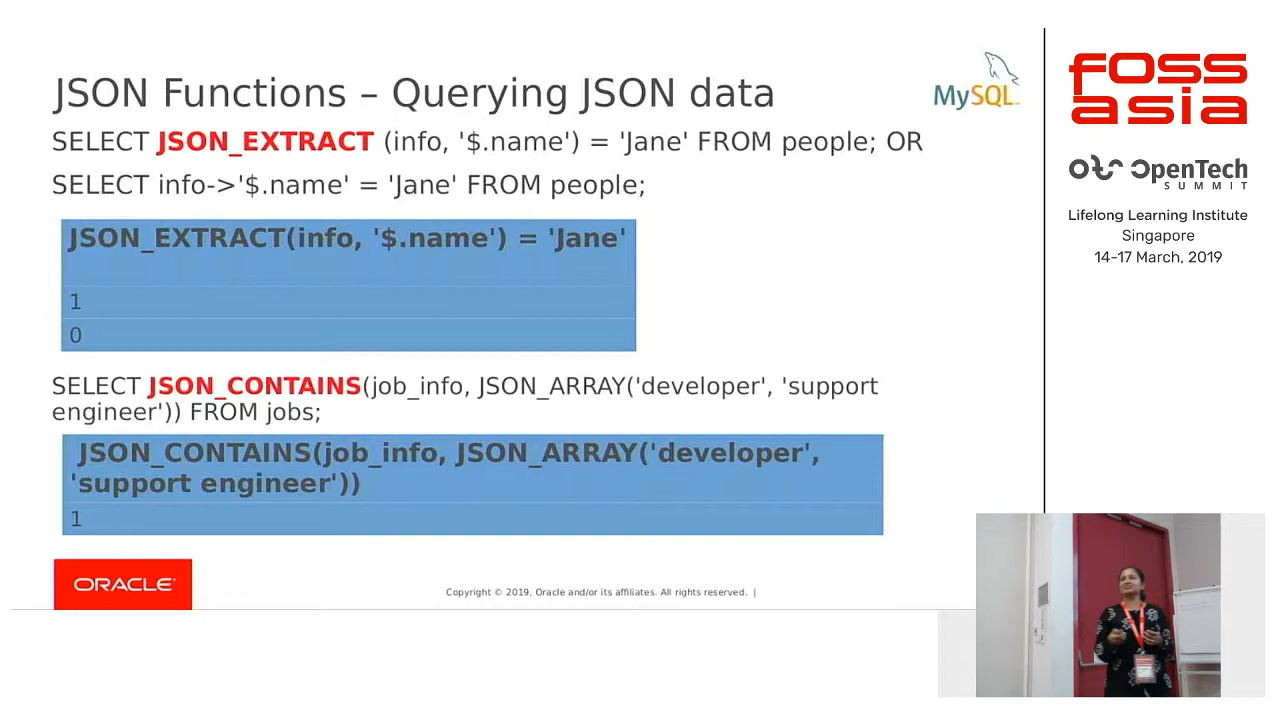 JSON Functions – Querying JSON data
MySQL
SELECT JSON_EXTRACT (info, '$.name') = 'Jane' FROM people; OR
SELECT info->'$.name' = 'Jane' FROM people;
JSON_EXTRACT(info, '$.name') = 'Jane'
1
0
SELECT JSON_CONTAINS(job_info, JSON_ARRAY('developer', 'support
engineer')) FROM jobs;
JSON_CONTAINS(job_info, JSON_ARRAY('developer',
'support engineer'))
1
ORACLE
Copyright © 2019, Oracle and/or its affiliates. All rights reserved. |
foss
asia
OpenTech
SUMMIT
Lifelong Learning Institute
Singapore
14-17 March, 2019